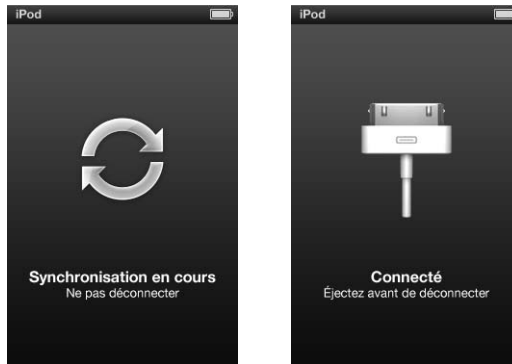 iPod
Synchronisation en cours
Ne pas déconnecter
iPod
Connecté
Éjectez avant de déconnecter